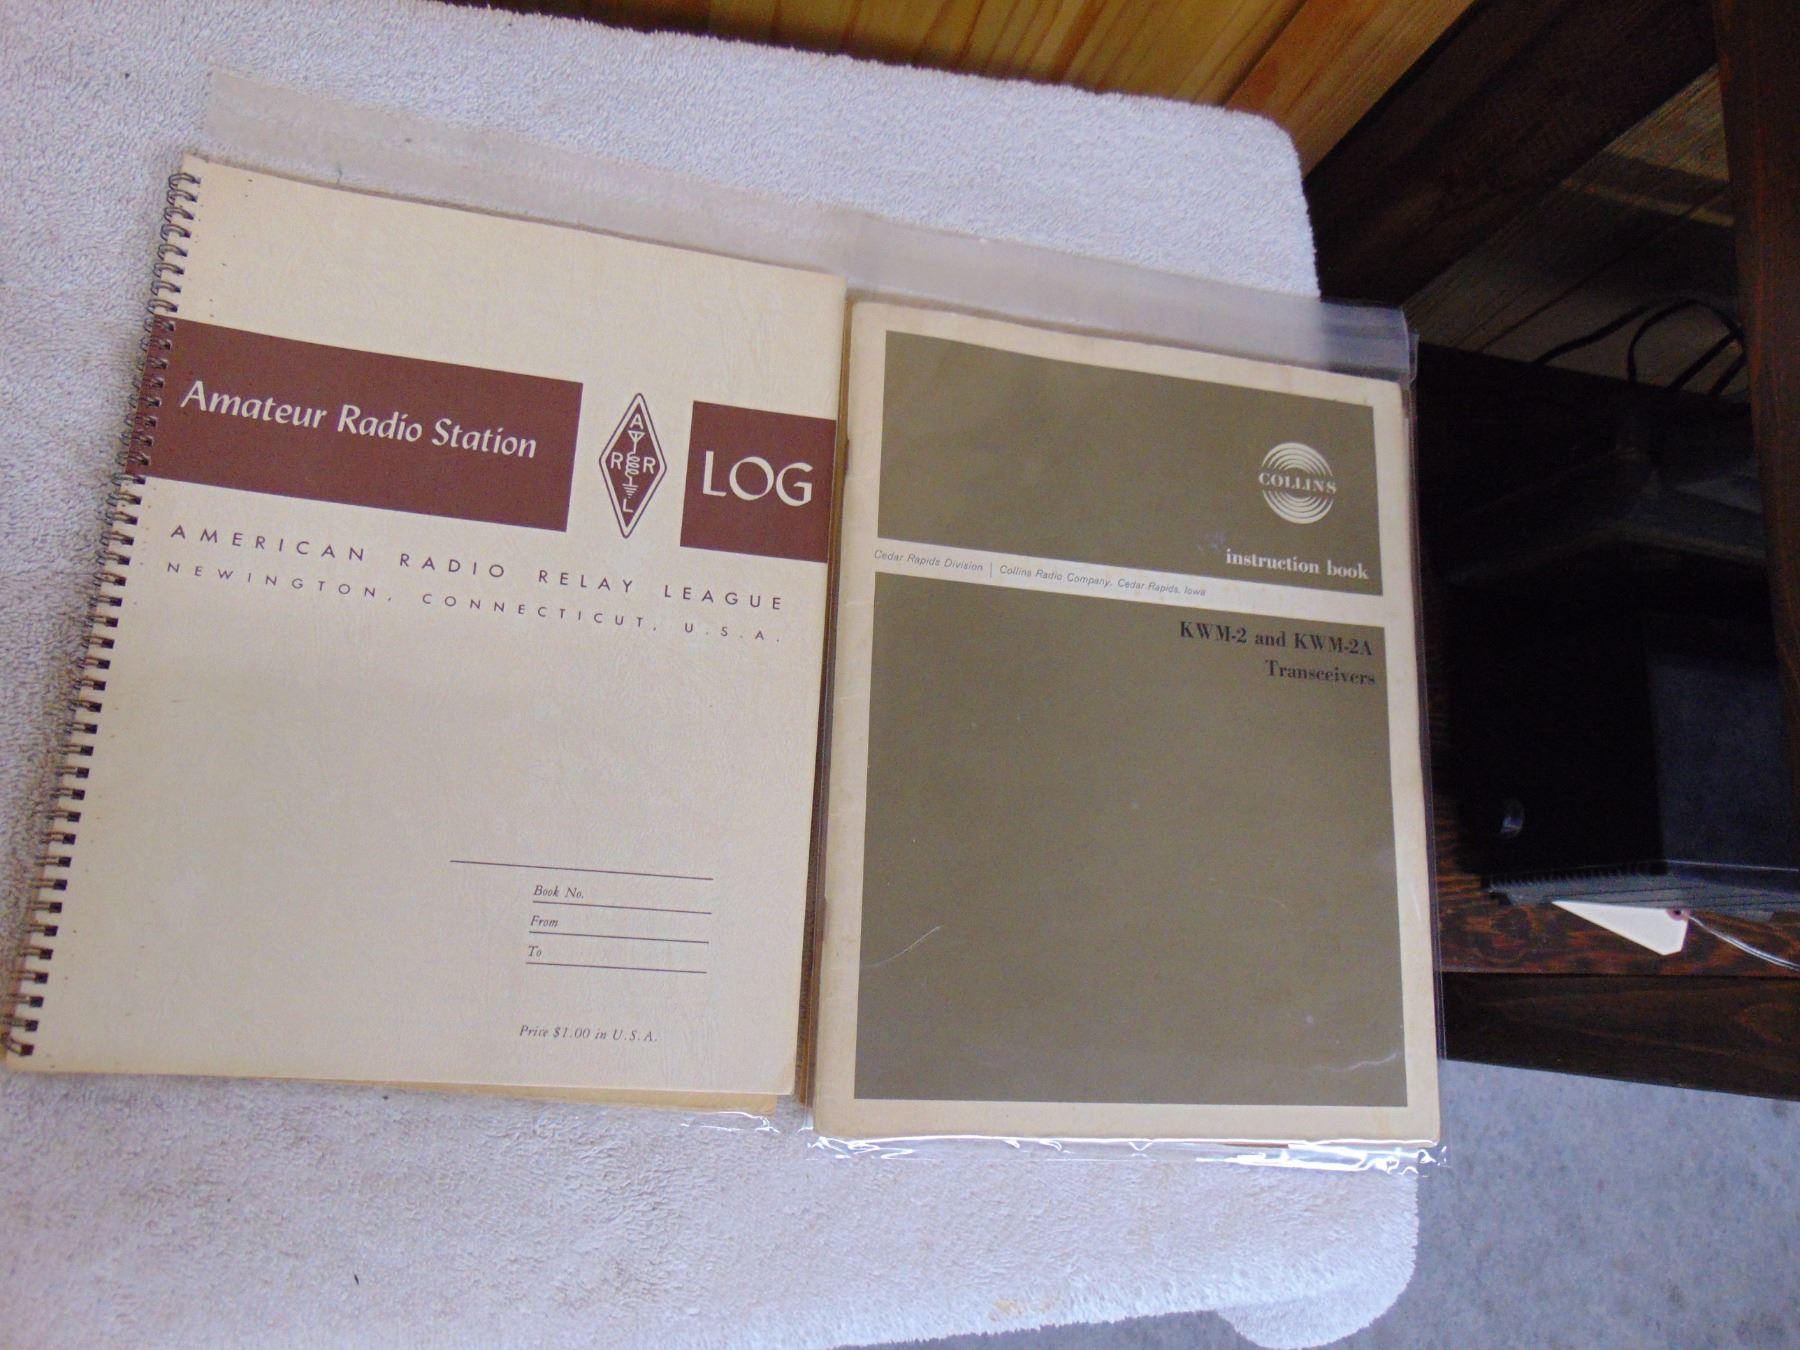 Amateur Radio Station
A
R R
L
LOG
AMERICAN RADIO RELAY LEAGUE
NEWINGTON, CONNECTICUT, U.S.A.
Book No.
From
To
Price $1.00 in U.S.A.
COLLINS
instruction book
Cedar Rapids Division | Collins Radio Company, Cedar Rapids, Iowa
KWM-2 and KWM-2A
Transceivers